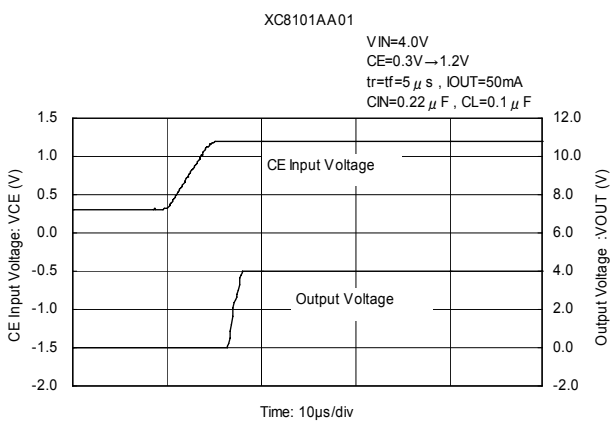 XC8101AA01
VIN=4.0V
CE=0.3V→1.2V
tr=tf=5μs , IOUT=50mA
CIN=0.22μF , CL=0.1μF
CE Input Voltage: VCE (V)
1.5
1.0
0.5
0.0
-0.5
-1.0
-1.5
-2.0
CE Input Voltage
Output Voltage
12.0
10.0
8.0
6.0
4.0
2.0
0.0
-2.0
Output Voltage :VOUT (V)
Time: 10μs/div